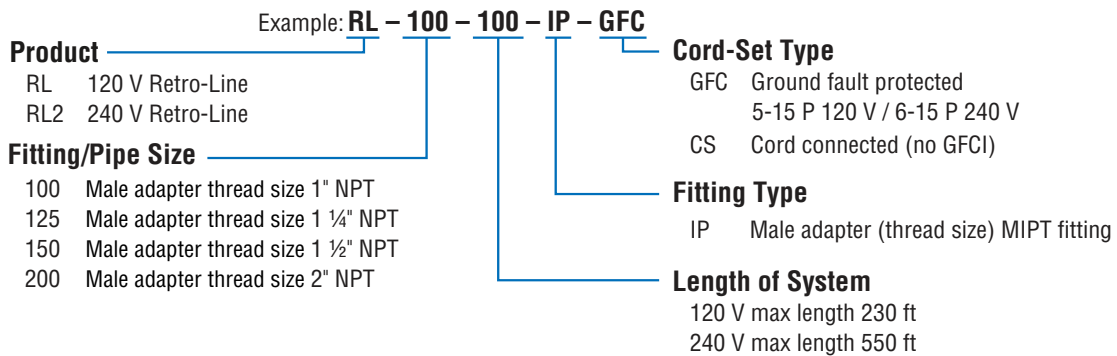 Example: RL – 100 – 100 – IP – GFC
Product
RL 120 V Retro-Line
RL2 240 V Retro-Line
Fitting/Pipe Size
100 Male adapter thread size 1" NPT
125 Male adapter thread size 1 ¼" NPT
150 Male adapter thread size 1 ½" NPT
200 Male adapter thread size 2" NPT
Cord-Set Type
GFC Ground fault protected
5-15 P 120 V / 6-15 P 240 V
CS Cord connected (no GFCI)
Fitting Type
IP Male adapter (thread size) MIPT fitting
Length of System
120 V max length 230 ft
240 V max length 550 ft